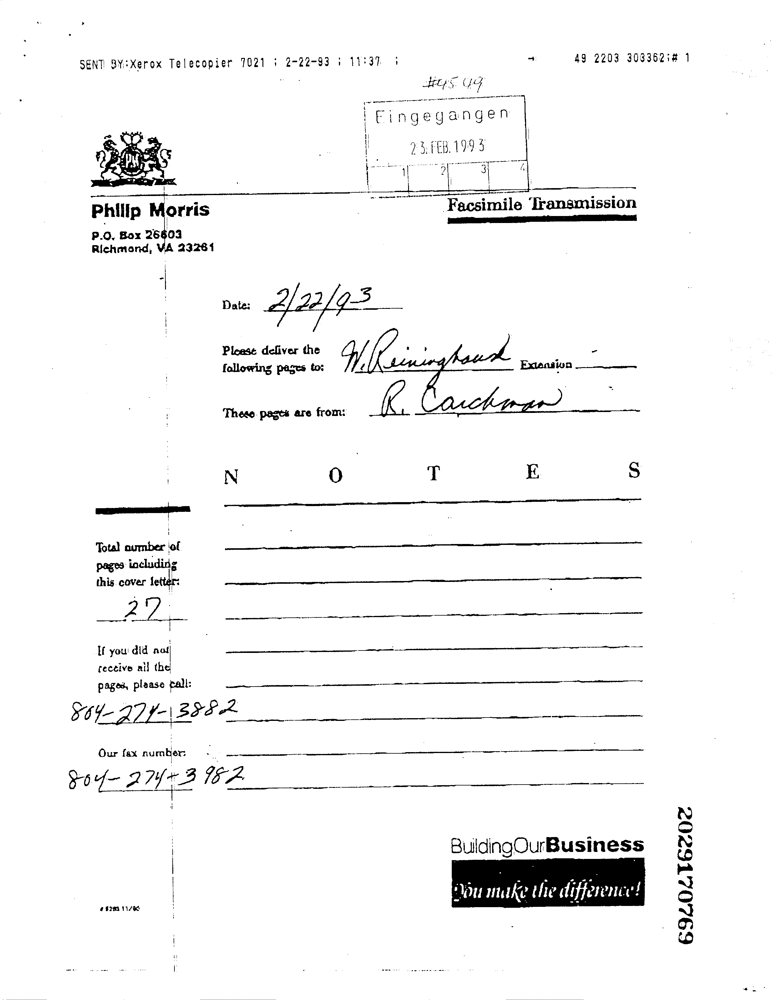 SENT BY:Xerox Telecopier 7021 ; 2-22-93 ; 11:37 ; → 49 2203 303362;# 1
#4549
Eingegangen
23. FEB. 1993
1 2 3 4
PM
Philip Morris
Facsimile Transmission
P.O. Box 26603
Richmond, VA 23261
Date: 2/22/93
Please deliver the
following pages to: W. Reininghaus Extension -
These pages are from: R. Carchman
N O T E S
Total number of
pages including
this cover letter:
27
If you did not
receive all the
pages, please call:
804-274-3882
Our fax number:
804-274-3982
BuildingOurBusiness
You make the difference!
2029170769